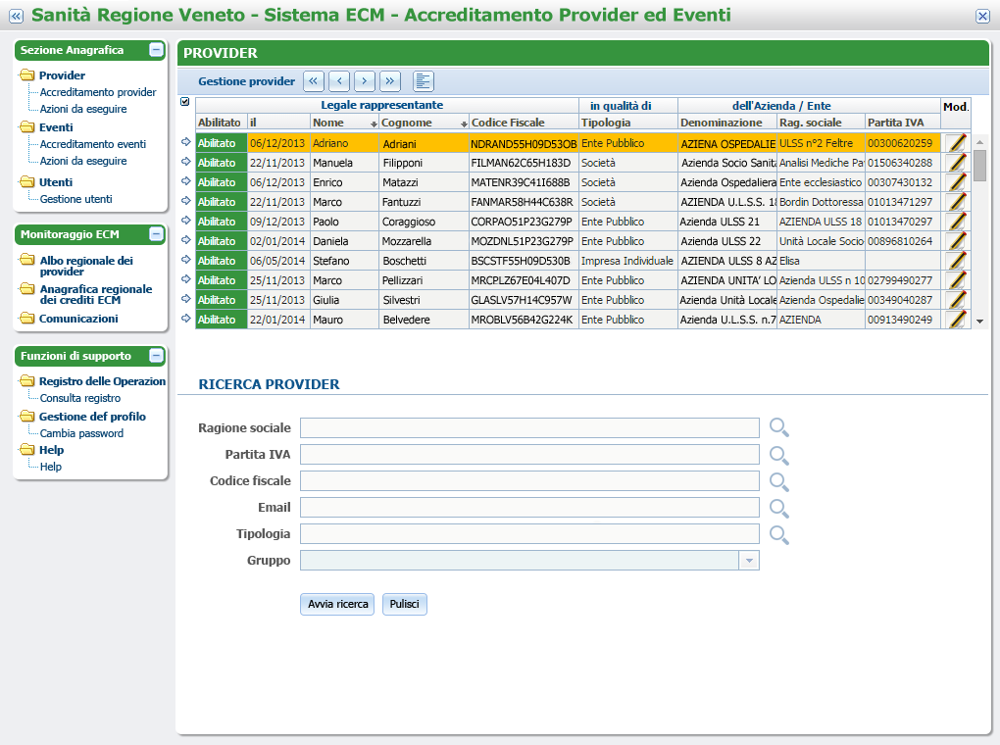 Sanità Regione Veneto - Sistema ECM - Accreditamento Provider ed Eventi
Sezione Anagrafica
Provider
Accreditamento provider
Azioni da eseguire
Eventi
Accreditamento eventi
Azioni da eseguire
Utenti
Gestione utenti
Monitoraggio ECM
Albo regionale dei
provider
Anagrafica regionale
dei crediti ECM
Comunicazioni
Funzioni di supporto
Registro delle Operazion
Consulta registro
Gestione def profilo
Cambia password
Help
Help
PROVIDER
Gestione provider
Legale rappresentante in qualità di dell'Azienda / Ente Mod.
Abilitato il Nome Cognome Codice Fiscale Tipologia Denominazione Rag. sociale Partita IVA
Abilitato 06/12/2013 Adriano Adriani NDRAND55H09D53OB Ente Pubblico AZIENA OSPEDALIE ULSS n°2 Feltre 00300620259
Abilitato 22/11/2013 Manuela Filipponi FILMAN62C65H183D Società Azienda Socio Sanita Analisi Mediche Pa 01506340288
Abilitato 06/12/2013 Enrico Matazzi MATENR39C41I688B Società Azienda Ospedaliera Ente ecclesiastico 00307430132
Abilitato 22/11/2013 Marco Fantuzzi FANMAR58H44C638R Società AZIENDA U.L.S.S. 18 Bordin Dottoressa 01013471297
Abilitato 09/12/2013 Paolo Coraggioso CORPAO51P23G279P Ente Pubblico Azienda ULSS 21 AZIENDA ULSS 18 01013470297
Abilitato 02/01/2014 Daniela Mozzarella MOZDNL51P23G279P Ente Pubblico Azienda ULSS 22 Unità Locale Socio 00896810264
Abilitato 06/05/2014 Stefano Boschetti BSCSTF55H09D530B Impresa Individuale AZIENDA ULSS 8 AZ Elisa
Abilitato 25/11/2013 Marco Pellizzari MRCPLZ67E04L407D Ente Pubblico AZIENDA UNITA' LO Azienda ULSS n 10 02799490277
Abilitato 25/11/2013 Giulia Silvestri GLASLV57H14C957W Ente Pubblico Azienda Unità Locale Azienda Ospedalie 00349040287
Abilitato 22/01/2014 Mauro Belvedere MROBLV56B42G224K Ente Pubblico Azienda U.L.S.S. n.7 AZIENDA 00913490249
RICERCA PROVIDER
Ragione sociale
Partita IVA
Codice fiscale
Email
Tipologia
Gruppo
Avvia ricerca Pulisci